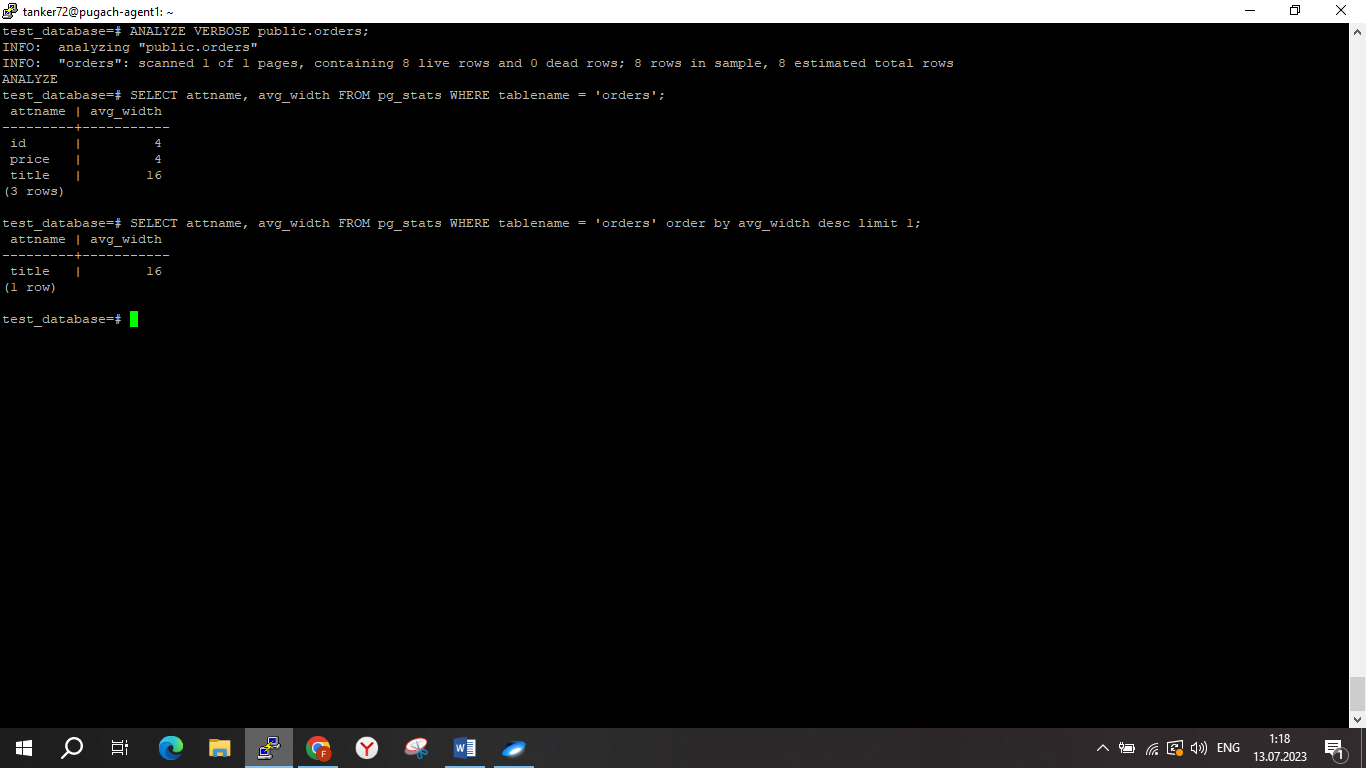 tanker72@pugach-agent1: ~
test_database=# ANALYZE VERBOSE public.orders;
INFO:  analyzing "public.orders"
INFO:  "orders": scanned 1 of 1 pages, containing 8 live rows and 0 dead rows; 8 rows in sample, 8 estimated total rows
ANALYZE
test_database=# SELECT attname, avg_width FROM pg_stats WHERE tablename = 'orders';
 attname | avg_width
---------+-----------
 id      |         4
 price   |         4
 title   |        16
(3 rows)
test_database=# SELECT attname, avg_width FROM pg_stats WHERE tablename = 'orders' order by avg_width desc limit 1;
 attname | avg_width
---------+-----------
 title   |        16
(1 row)
test_database=#
ENG
1:18
13.07.2023
1